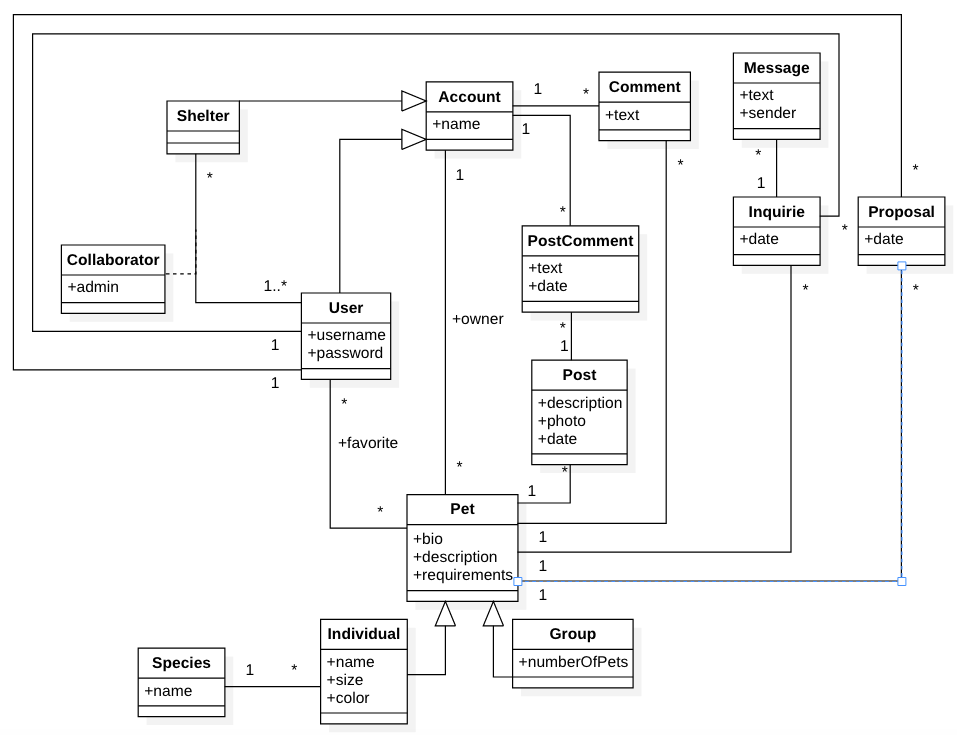 Account
+name
1
*
Comment
+text
Message
+text
+sender
Shelter
1
*
*
1
*
1
*
*
Inquirie
+date
*
Proposal
+date
PostComment
+text
+date
Collaborator
+admin
1..*
*
*
User
+username
+password
1
1
+owner
*
1
Post
+description
+photo
+date
*
+favorite
*
*
*
1
Pet
+bio
+description
+requirements
1
1
1
Individual
+name
+size
+color
Group
+numberOfPets
Species
+name
1
*